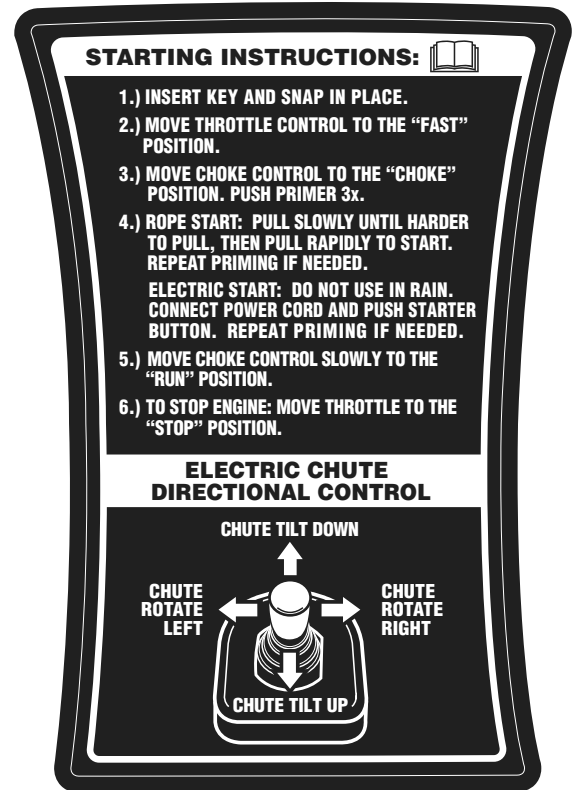 STARTING INSTRUCTIONS:
1.) INSERT KEY AND SNAP IN PLACE.
2.) MOVE THROTTLE CONTROL TO THE “FAST”
POSITION.
3.) MOVE CHOKE CONTROL TO THE “CHOKE”
POSITION. PUSH PRIMER 3x.
4.) ROPE START: PULL SLOWLY UNTIL HARDER
TO PULL, THEN PULL RAPIDLY TO START.
REPEAT PRIMING IF NEEDED.
ELECTRIC START: DO NOT USE IN RAIN.
CONNECT POWER CORD AND PUSH STARTER
BUTTON. REPEAT PRIMING IF NEEDED.
5.) MOVE CHOKE CONTROL SLOWLY TO THE
“RUN” POSITION.
6.) TO STOP ENGINE: MOVE THROTTLE TO THE
“STOP” POSITION.
ELECTRIC CHUTE
DIRECTIONAL CONTROL
CHUTE TILT DOWN
CHUTE
ROTATE
LEFT
CHUTE
ROTATE
RIGHT
CHUTE TILT UP